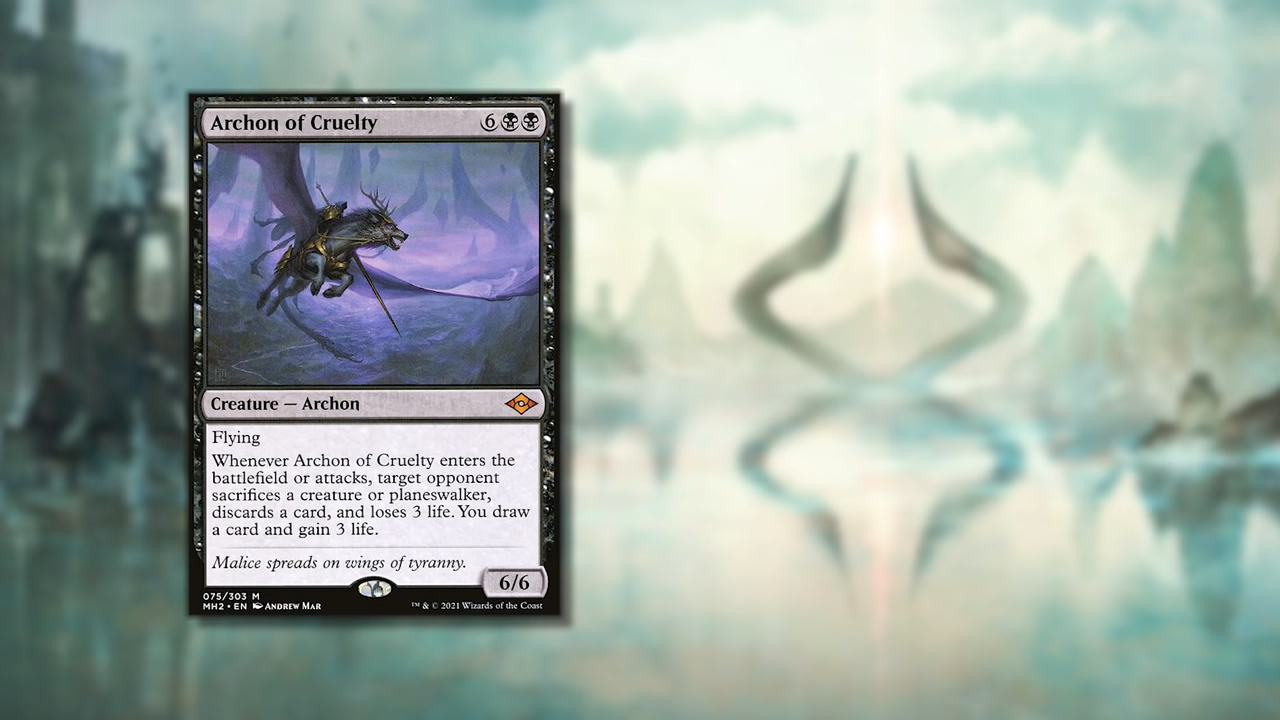 Archon of Cruelty 6
Creature — Archon
Flying
Whenever Archon of Cruelty enters the
battlefield or attacks, target opponent
sacrifices a creature or planeswalker,
discards a card, and loses 3 life. You draw
a card and gain 3 life.
Malice spreads on wings of tyranny.
6/6
075/303 M
MH2 • EN Andrew Mar ™ & © 2021 Wizards of the Coast